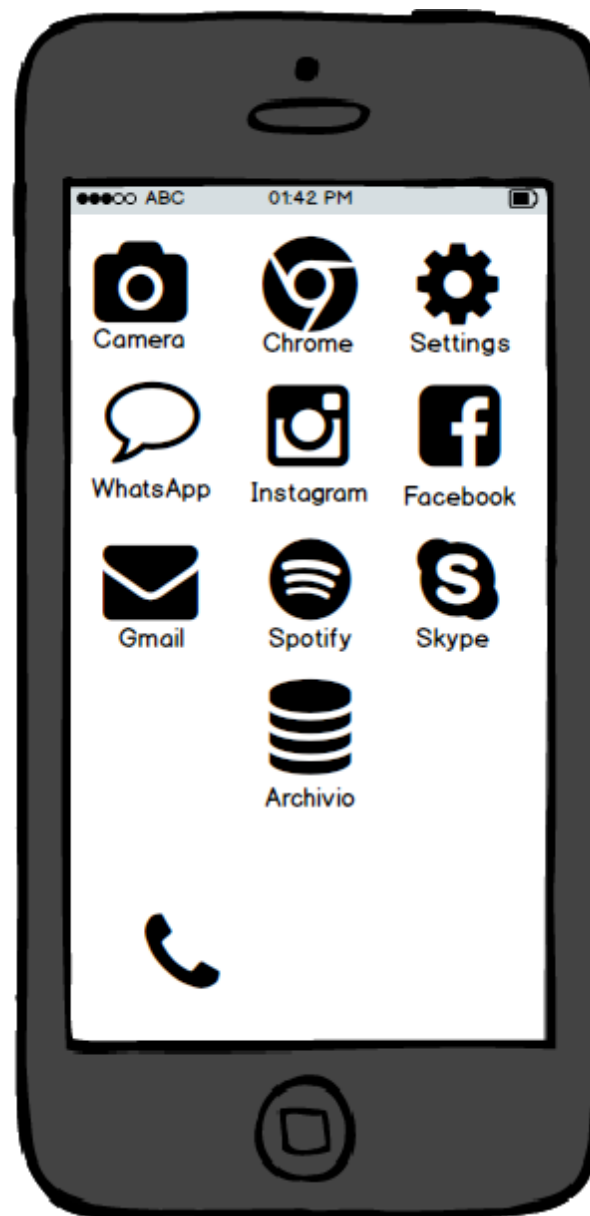 ABC 01:42 PM
Camera Chrome Settings
WhatsApp Instagram Facebook
Gmail Spotify Skype
Archivio